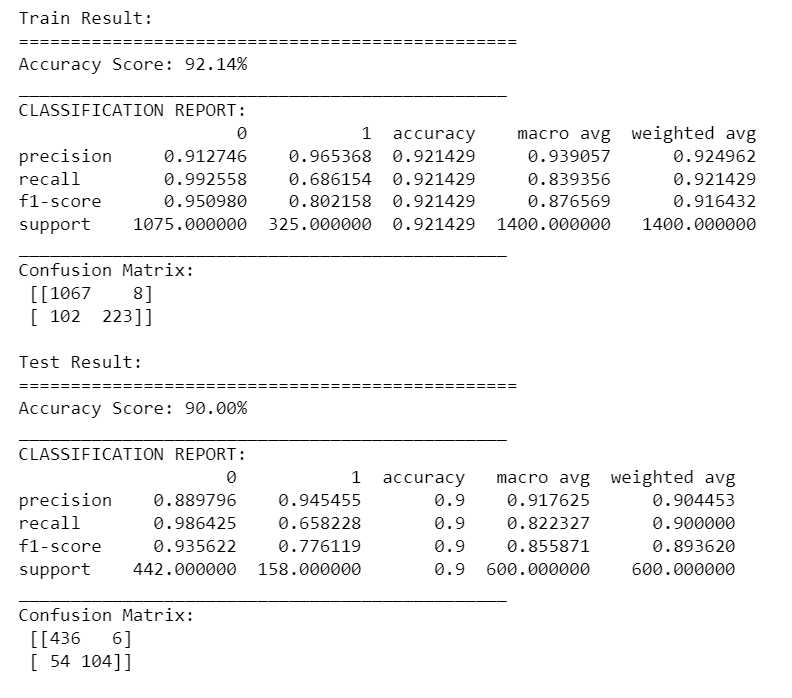 Train Result:
================================================
Accuracy Score: 92.14%
_______________________________________________
CLASSIFICATION REPORT:
                     0           1  accuracy    macro avg  weighted avg
precision     0.912746    0.965368  0.921429     0.939057      0.924962
recall        0.992558    0.686154  0.921429     0.839356      0.921429
f1-score      0.950980    0.802158  0.921429     0.876569      0.916432
support    1075.000000  325.000000  0.921429  1400.000000   1400.000000
_______________________________________________
Confusion Matrix:
 [[1067    8]
 [ 102  223]]

Test Result:
================================================
Accuracy Score: 90.00%
_______________________________________________
CLASSIFICATION REPORT:
                    0           1  accuracy   macro avg  weighted avg
precision    0.889796    0.945455       0.9    0.917625      0.904453
recall       0.986425    0.658228       0.9    0.822327      0.900000
f1-score     0.935622    0.776119       0.9    0.855871      0.893620
support    442.000000  158.000000       0.9  600.000000    600.000000
_______________________________________________
Confusion Matrix:
 [[436   6]
 [ 54 104]]